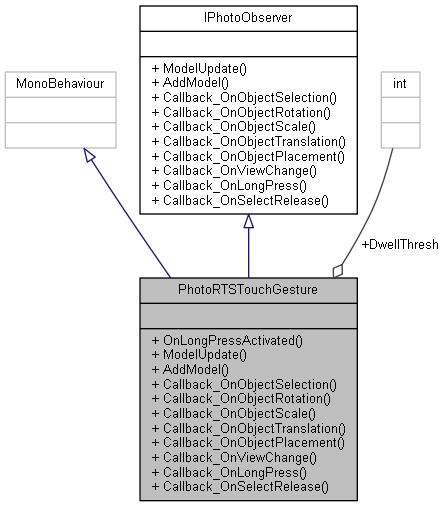 IPhotoObserver
+ ModelUpdate()
+ AddModel()
+ Callback_OnObjectSelection()
+ Callback_OnObjectRotation()
+ Callback_OnObjectScale()
+ Callback_OnObjectTranslation()
+ Callback_OnObjectPlacement()
+ Callback_OnViewChange()
+ Callback_OnLongPress()
+ Callback_OnSelectRelease()
MonoBehaviour
int
+DwellThresh
PhotoRTSTouchGesture
+ OnLongPressActivated()
+ ModelUpdate()
+ AddModel()
+ Callback_OnObjectSelection()
+ Callback_OnObjectRotation()
+ Callback_OnObjectScale()
+ Callback_OnObjectTranslation()
+ Callback_OnObjectPlacement()
+ Callback_OnViewChange()
+ Callback_OnLongPress()
+ Callback_OnSelectRelease()